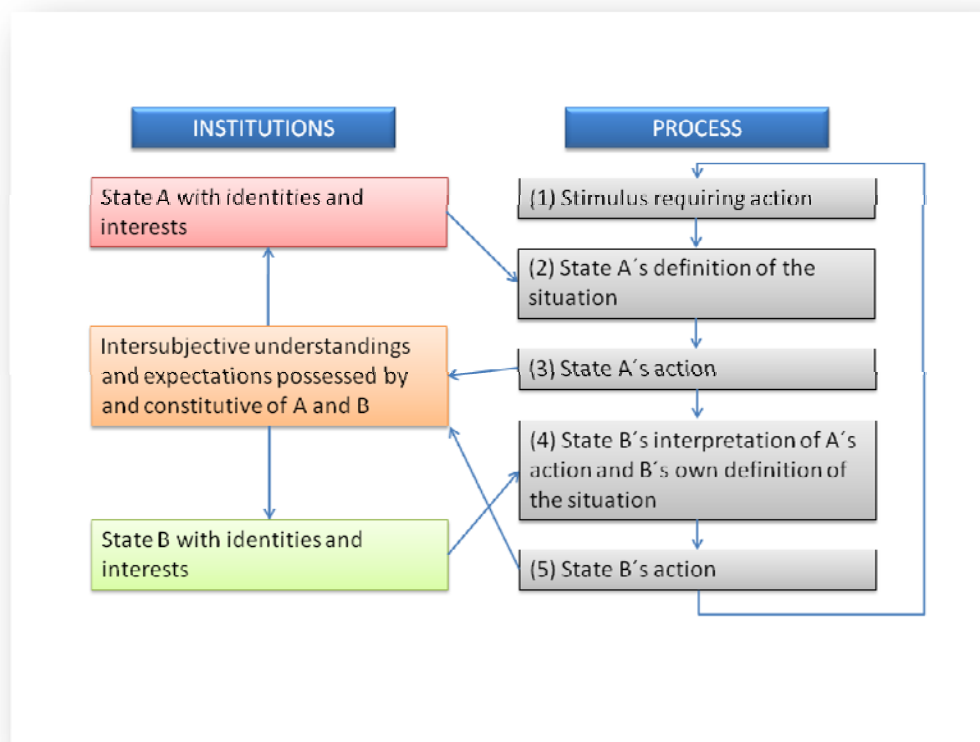 INSTITUTIONS
PROCESS
State A with identities and
interests
(1) Stimulus requiring action
(2) State A´s definition of the
situation
Intersubjective understandings
and expectations possessed by
and constitutive of A and B
(3) State A´s action
(4) State B´s interpretation of A´s
action and B´s own definition of
the situation
State B with identities and
interests
(5) State B´s action